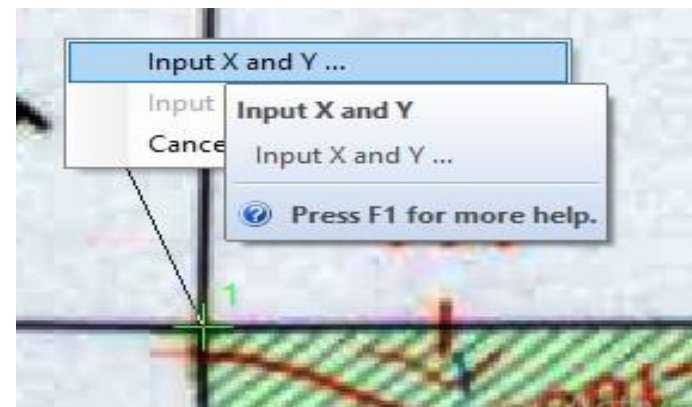 Input X and Y ...
Input
Input X and Y
Cance
Input X and Y ...
Press F1 for more help.
1